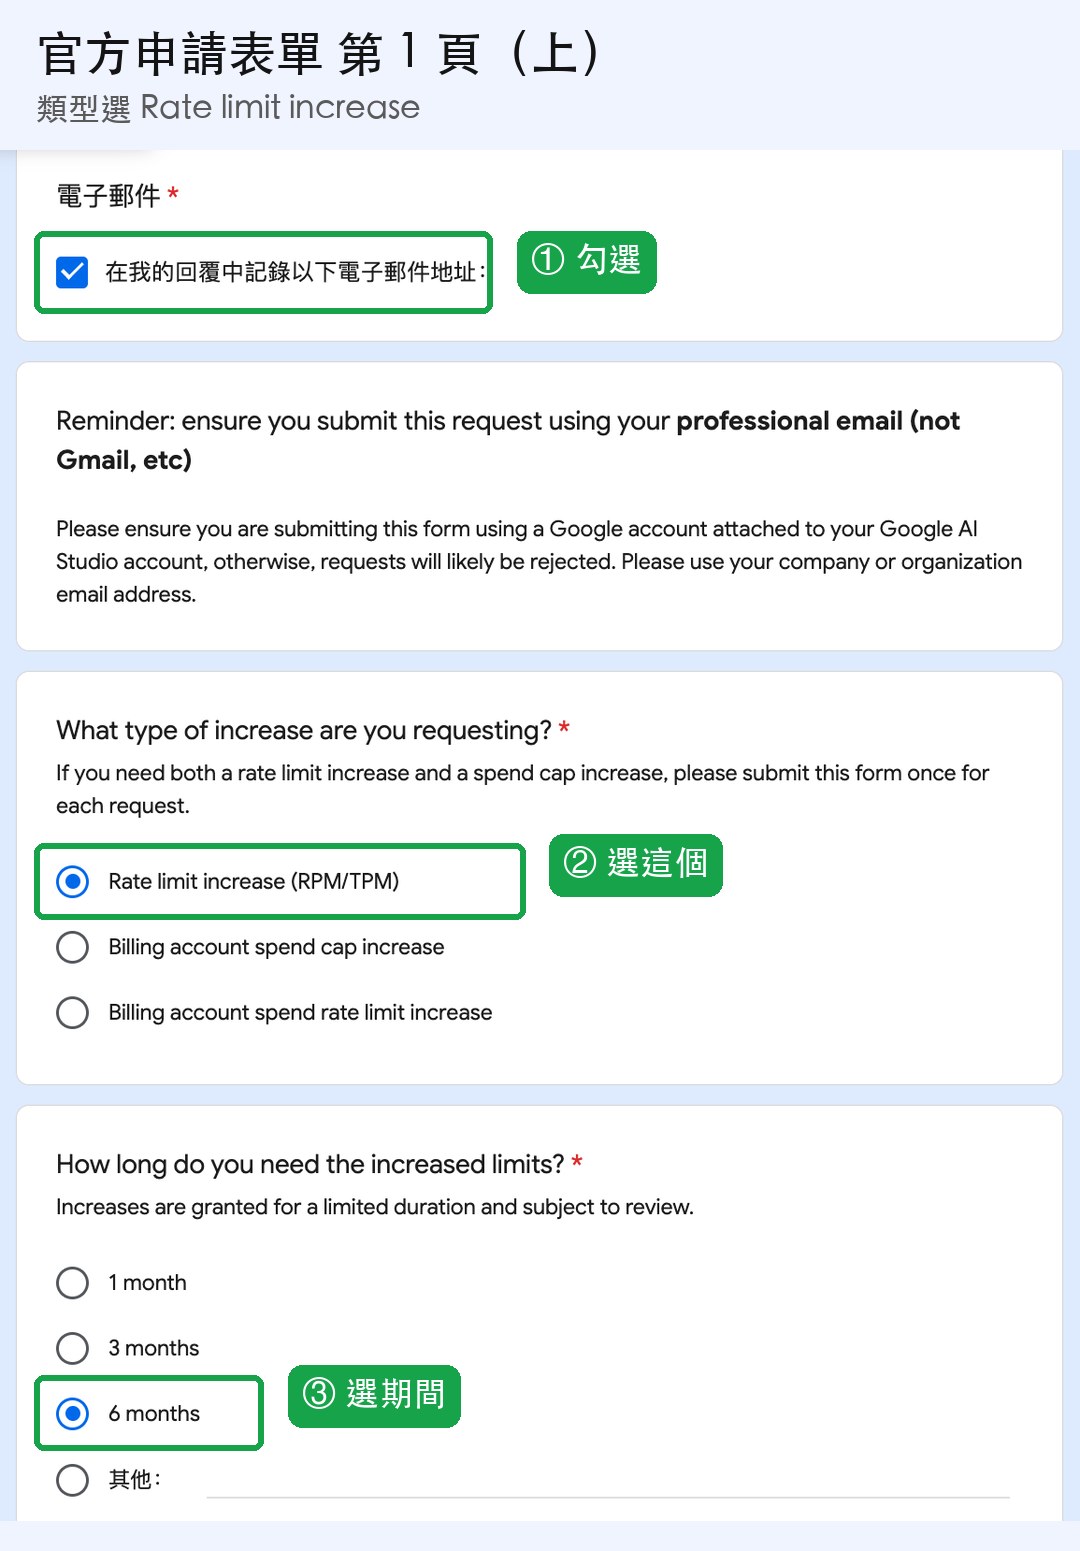 官方申請表單 第 1 頁（上）
類型選 Rate limit increase
電子郵件 *
在我的回覆中記錄以下電子郵件地址：
① 勾選
Reminder: ensure you submit this request using your professional email (not
Gmail, etc)
Please ensure you are submitting this form using a Google account attached to your Google AI
Studio account, otherwise, requests will likely be rejected. Please use your company or organization
email address.
What type of increase are you requesting? *
If you need both a rate limit increase and a spend cap increase, please submit this form once for
each request.
Rate limit increase (RPM/TPM)
② 選這個
Billing account spend cap increase
Billing account spend rate limit increase
How long do you need the increased limits? *
Increases are granted for a limited duration and subject to review.
1 month
3 months
6 months
③ 選期間
其他：